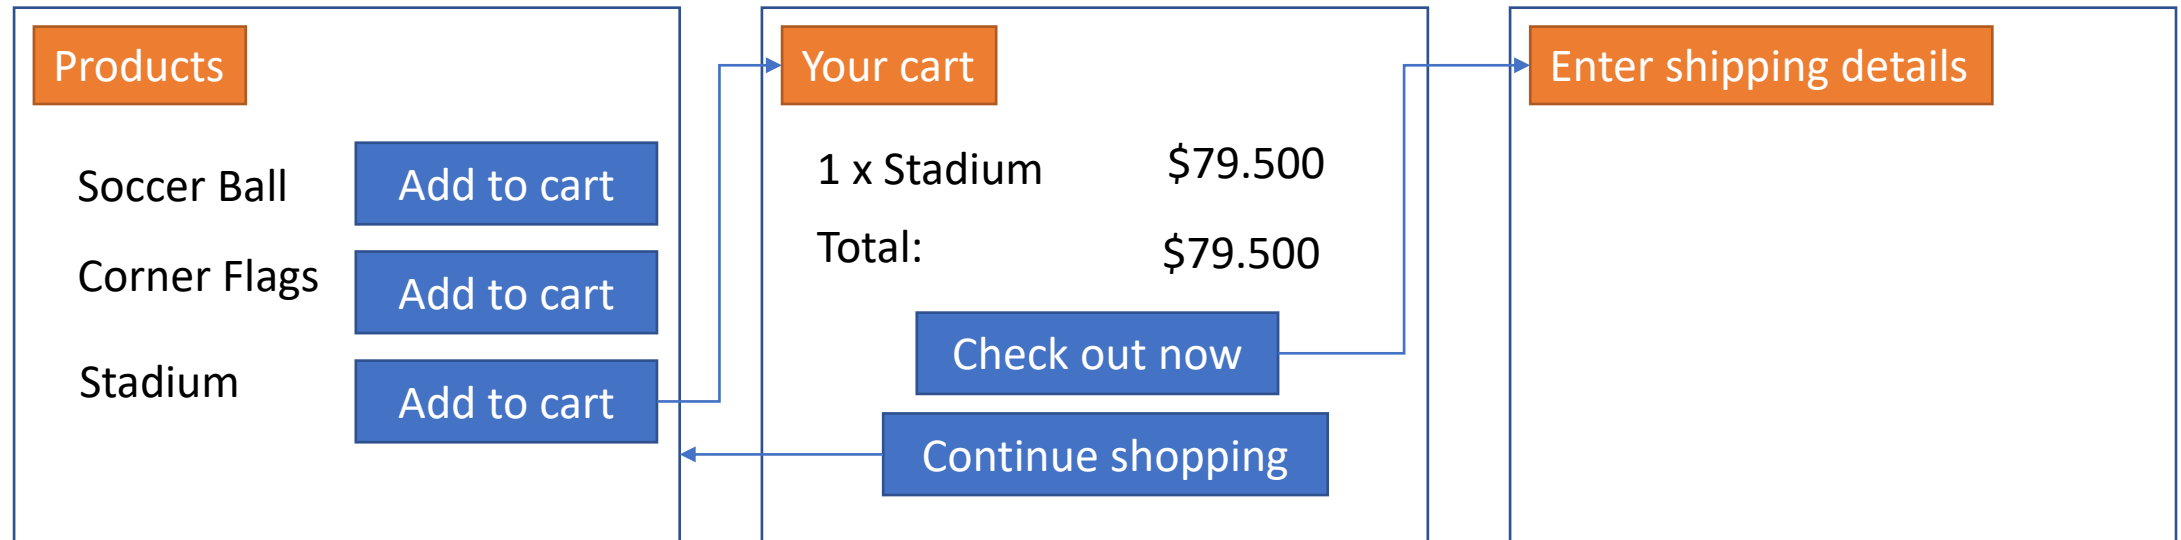 Products
Soccer Ball
Add to cart
Corner Flags
Add to cart
Stadium
Add to cart
Your cart
1 x Stadium
$79.500
Total:
$79.500
Check out now
Continue shopping
Enter shipping details